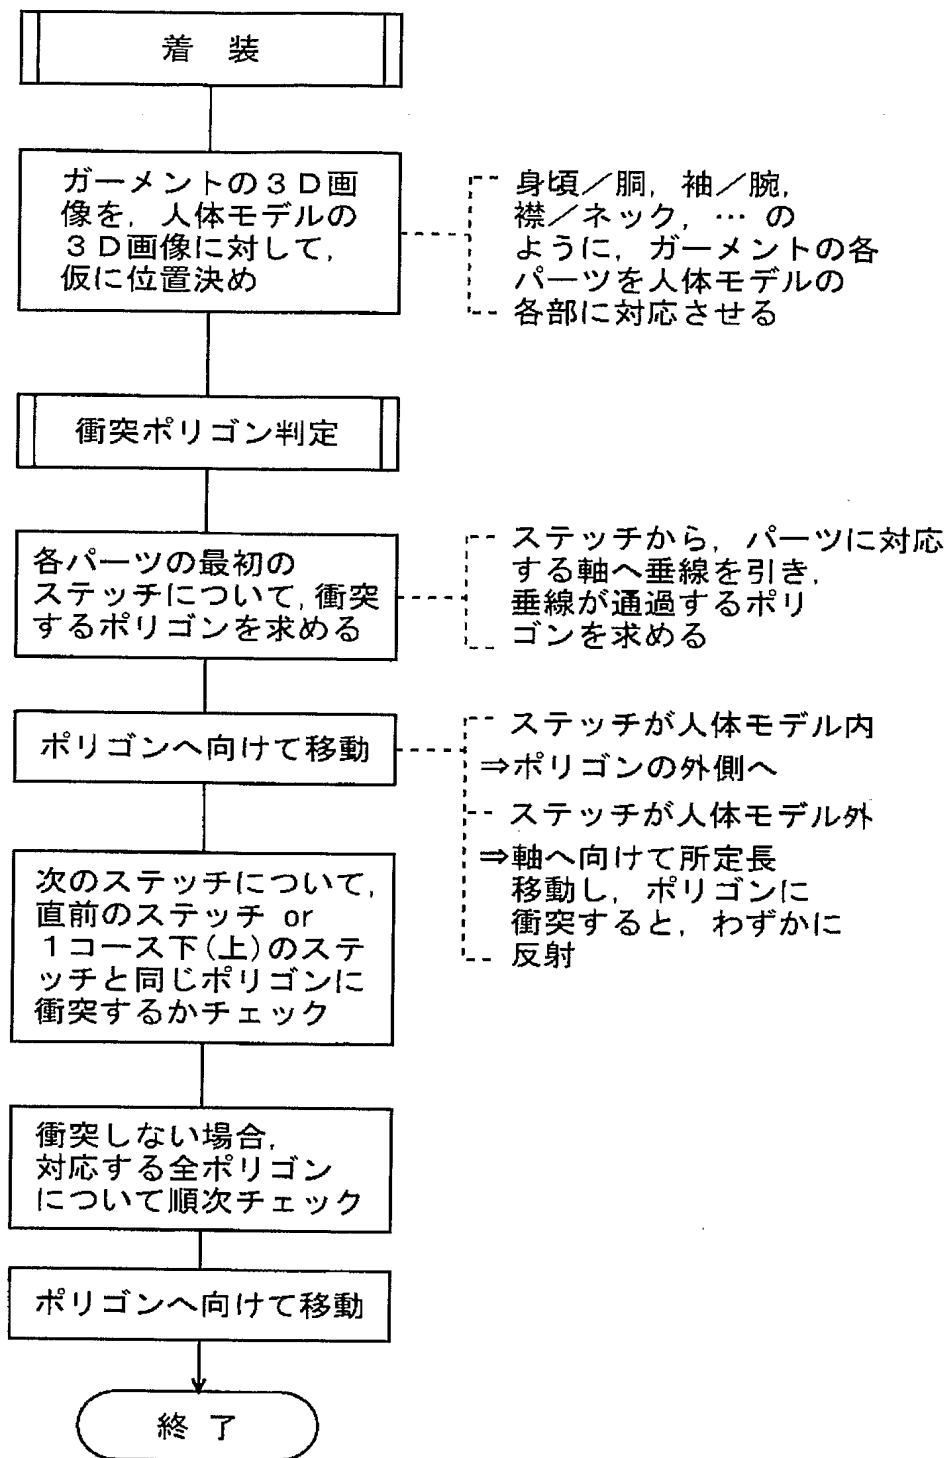 着 装
ガーメントの3D画
像を,人体モデルの
3D画像に対して,
仮に位置決め
身頃/胴,袖/腕,
襟/ネック,… の
ように,ガーメントの各
パーツを人体モデルの
各部に対応させる
衝突ポリゴン判定
各パーツの最初の
ステッチについて,衝突
するポリゴンを求める
ステッチから,パーツに対応
する軸へ垂線を引き,
垂線が通過するポリ
ゴンを求める
ポリゴンへ向けて移動
ステッチが人体モデル内
⇒ポリゴンの外側へ
ステッチが人体モデル外
⇒軸へ向けて所定長
移動し,ポリゴンに
衝突すると,わずかに
反射
次のステッチについて,
直前のステッチ or
1コース下(上)のステ
ッチと同じポリゴンに
衝突するかチェック
衝突しない場合,
対応する全ポリゴン
について順次チェック
ポリゴンへ向けて移動
終 了